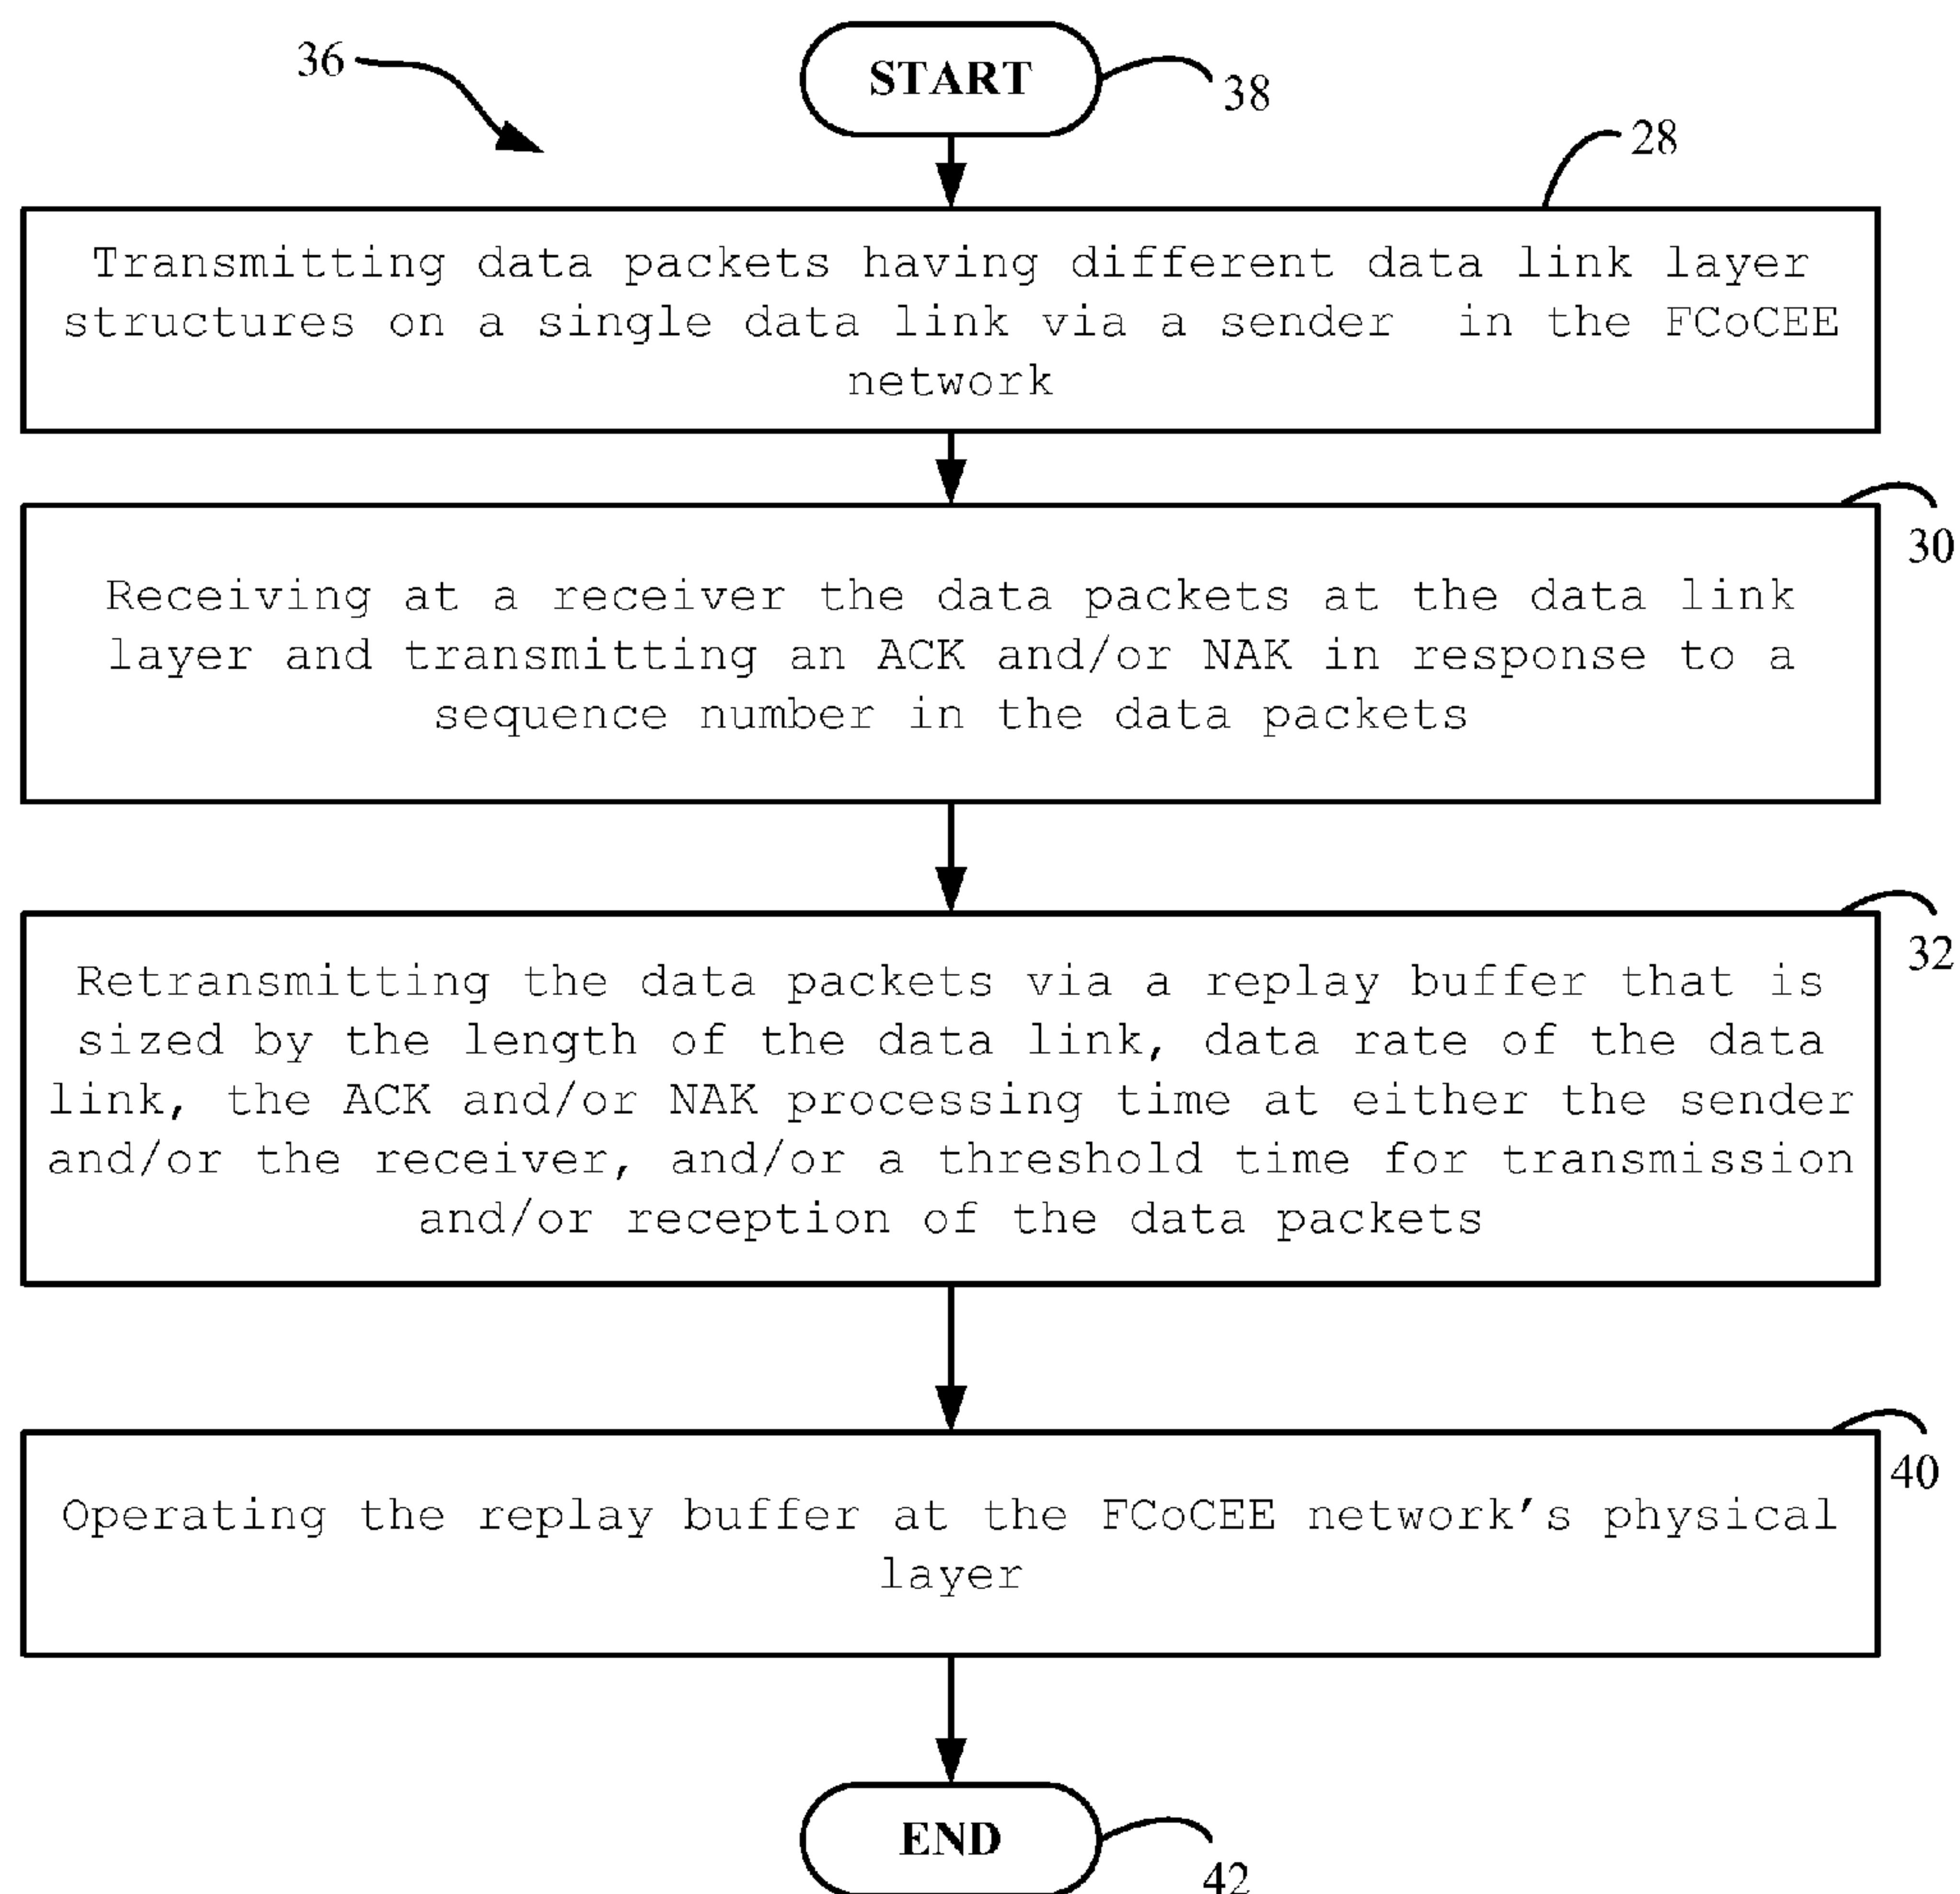 36
START
38
28
Transmitting data packets having different data link layer
structures on a single data link via a sender in the FCoCEE
network
30
Receiving at a receiver the data packets at the data link
layer and transmitting an ACK and/or NAK in response to a
sequence number in the data packets
32
Retransmitting the data packets via a replay buffer that is
sized by the length of the data link, data rate of the data
link, the ACK and/or NAK processing time at either the sender
and/or the receiver, and/or a threshold time for transmission
and/or reception of the data packets
40
Operating the replay buffer at the FCoCEE network's physical
layer
END
42